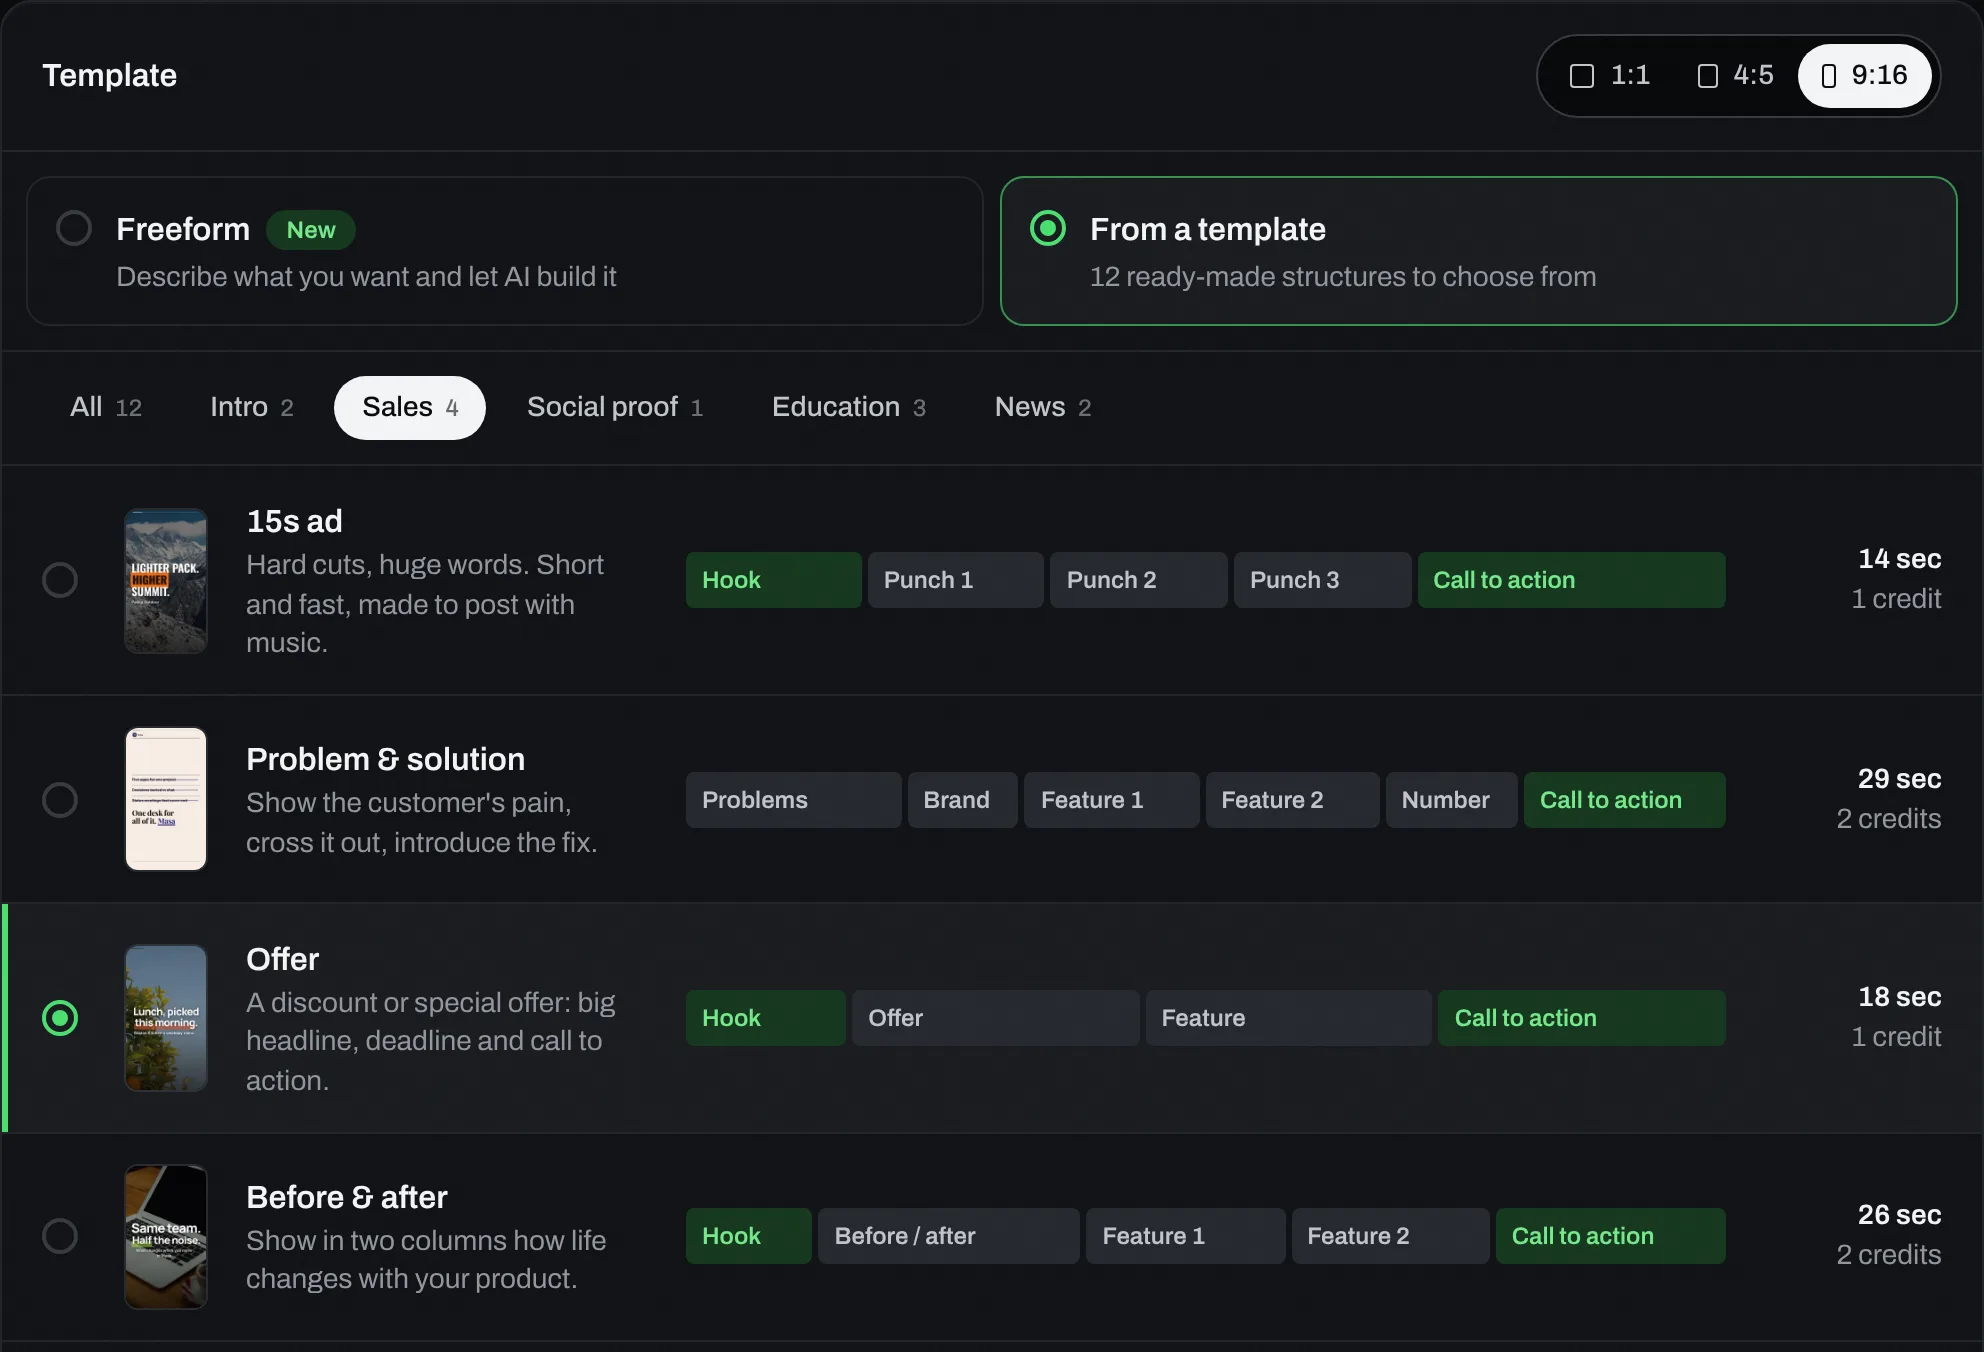 Template
1:1
4:5
9:16
Freeform New
Describe what you want and let AI build it
From a template
12 ready-made structures to choose from
All 12
Intro 2
Sales 4
Social proof 1
Education 3
News 2
LIGHTER PACK.
HIGHER
SUMMIT.
15s ad
Hard cuts, huge words. Short
and fast, made to post with
music.
Hook
Punch 1
Punch 2
Punch 3
Call to action
14 sec
1 credit
One desk for
all of it. Masa
Problem & solution
Show the customer's pain,
cross it out, introduce the fix.
Problems
Brand
Feature 1
Feature 2
Number
Call to action
29 sec
2 credits
Lunch, picked
this morning.
Offer
A discount or special offer: big
headline, deadline and call to
action.
Hook
Offer
Feature
Call to action
18 sec
1 credit
Same team.
Half the noise.
Before & after
Show in two columns how life
changes with your product.
Hook
Before / after
Feature 1
Feature 2
Call to action
26 sec
2 credits